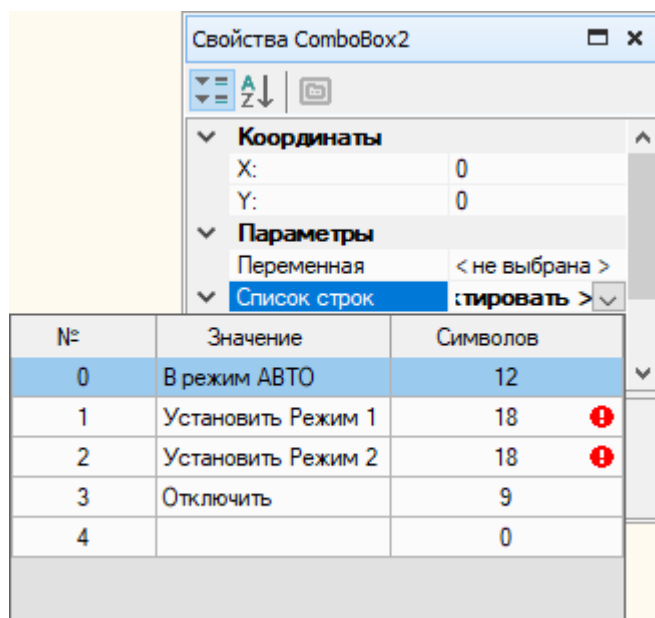 Свойства ComboBox2
Координаты
X: 0
Y: 0
Параметры
Переменная < не выбрана >
Список строк ктировать >
№ Значение Символов
0 В режим АВТО 12
1 Установить Режим 1 18
2 Установить Режим 2 18
3 Отключить 9
4 0